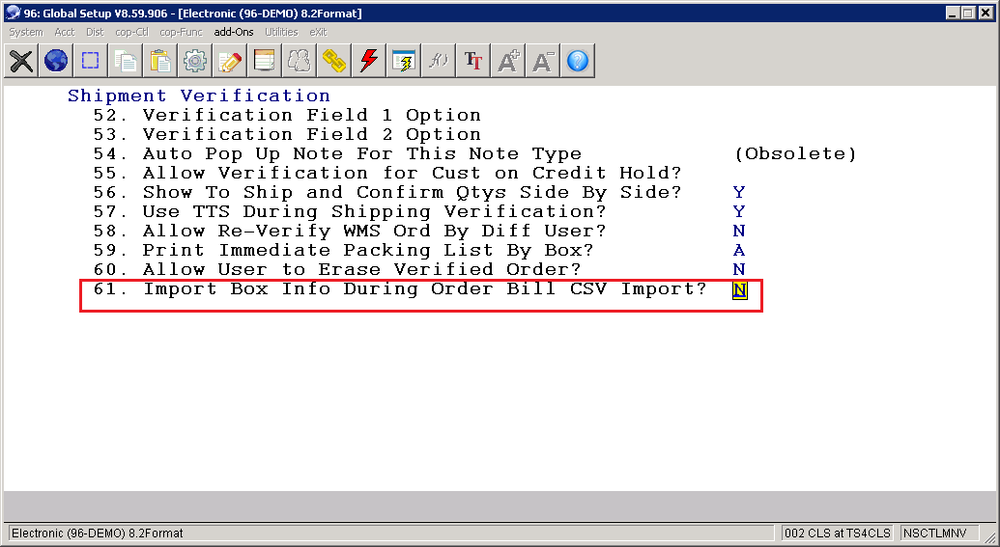 96: Global Setup V8.59.906 - [Electronic (96-DEMO) 8.2Format]
System Acct Dist cop-Ctl cop-Func add-Ons Utilities eXit
f() TT A+ A- ?
Shipment Verification
52. Verification Field 1 Option
53. Verification Field 2 Option
54. Auto Pop Up Note For This Note Type (Obsolete)
55. Allow Verification for Cust on Credit Hold?
56. Show To Ship and Confirm Qtys Side By Side? Y
57. Use TTS During Shipping Verification? Y
58. Allow Re-Verify WMS Ord By Diff User? N
59. Print Immediate Packing List By Box? A
60. Allow User to Erase Verified Order? N
61. Import Box Info During Order Bill CSV Import? N
Electronic (96-DEMO) 8.2Format 002 CLS at TS4CLS NSCTLMNV